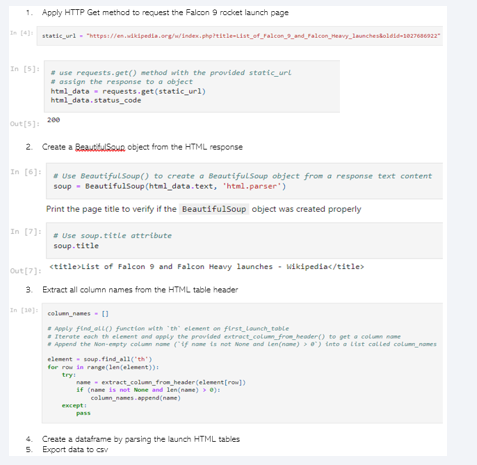 1. Apply HTTP Get method to request the Falcon 9 rocket launch page
In [4]: static_url = "https://en.wikipedia.org/w/index.php?title=List_of_Falcon_9_and_Falcon_Heavy_launches&oldid=1027686922"
In [5]: # use requests.get() method with the provided static_url
# assign the response to a object
html_data = requests.get(static_url)
html_data.status_code
Out[5]: 200
2. Create a BeautifulSoup object from the HTML response
In [6]: # Use BeautifulSoup() to create a BeautifulSoup object from a response text content
soup = BeautifulSoup(html_data.text, 'html.parser')
Print the page title to verify if the BeautifulSoup object was created properly
In [7]: # Use soup.title attribute
soup.title
Out[7]: <title>List of Falcon 9 and Falcon Heavy launches - Wikipedia</title>
3. Extract all column names from the HTML table header
In [10]: column_names = []
# Apply find_all() function with `th` element on first_launch_table
# Iterate each th element and apply the provided extract_column_from_header() to get a column name
# Append the Non-empty column name (`if name is not None and len(name) > 0`) into a list called column_names
element = soup.find_all('th')
for row in range(len(element)):
try:
name = extract_column_from_header(element[row])
if (name is not None and len(name) > 0):
column_names.append(name)
except:
pass
4. Create a dataframe by parsing the launch HTML tables
5. Export data to csv